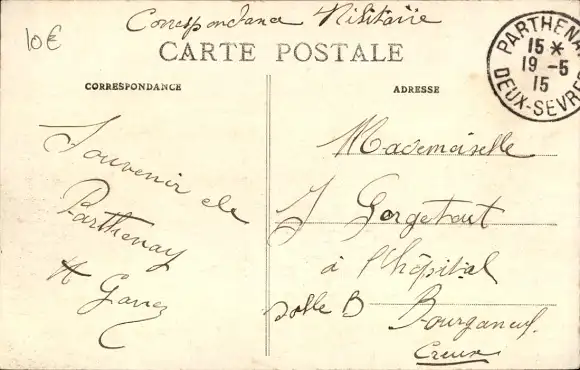 Correspondance Militaire
10€
CARTE POSTALE
PARTHENAY
15 *
19 -5
15
DEUX-SEVRES
CORRESPONDANCE
ADRESSE
Souvenir de
Parthenay
Mademoiselle
J Gorgetout
à l'hôpital
salle B Bourganeuf
Creuse